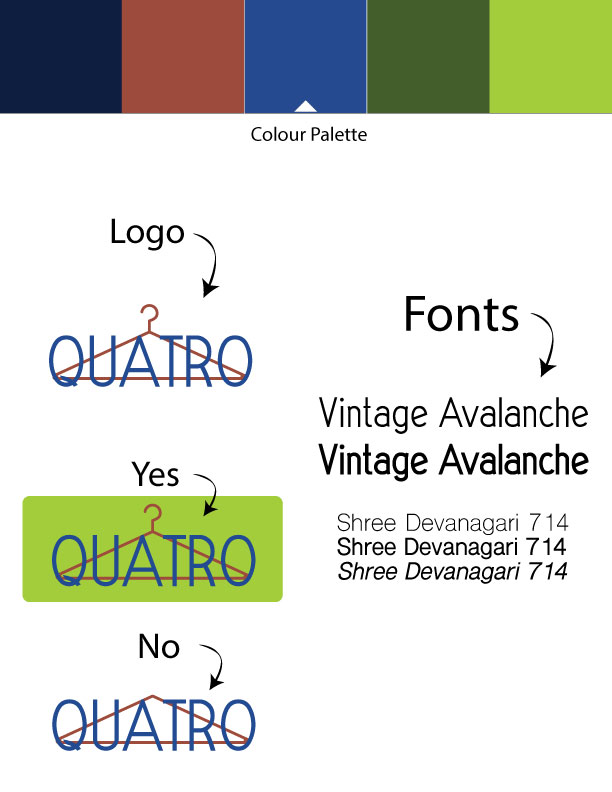 Colour Palette
Logo
QUATRO
Fonts
Vintage Avalanche
Vintage Avalanche
Yes
QUATRO
Shree Devanagari 714
Shree Devanagari 714
Shree Devanagari 714
No
QUATRO